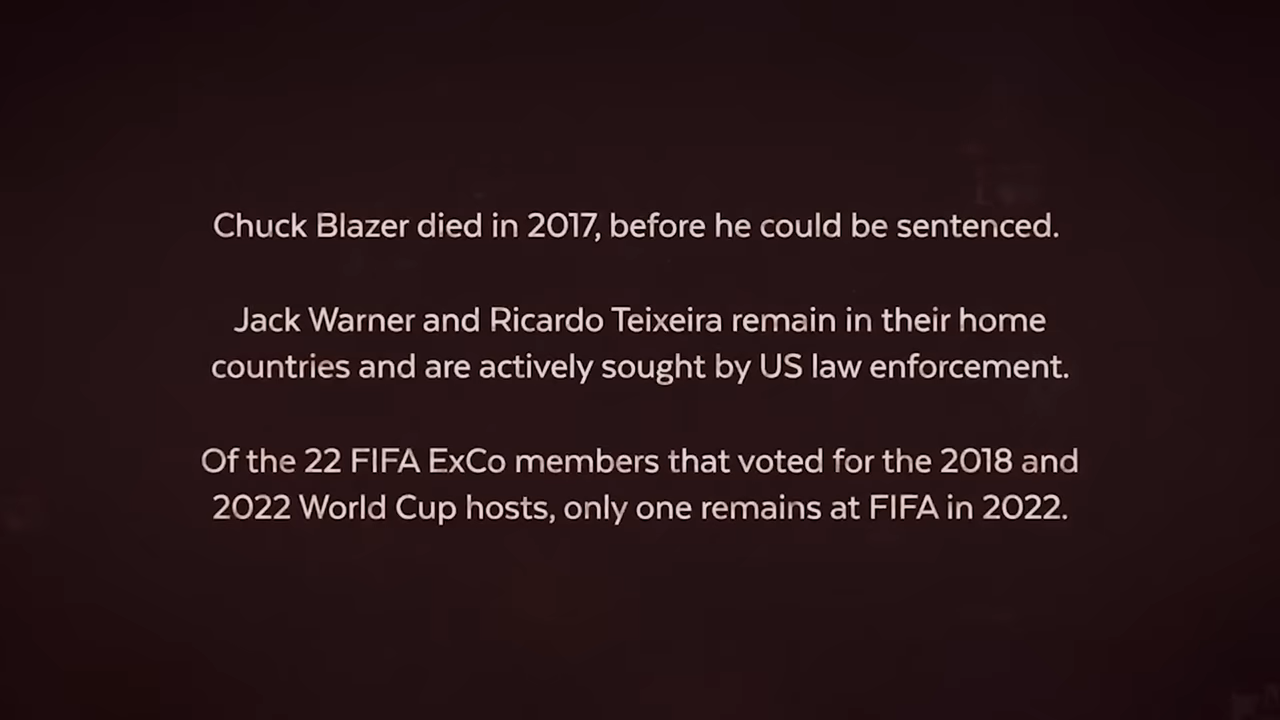 Chuck Blazer died in 2017, before he could be sentenced.
Jack Warner and Ricardo Teixeira remain in their home
countries and are actively sought by US law enforcement.
Of the 22 FIFA ExCo members that voted for the 2018 and
2022 World Cup hosts, only one remains at FIFA in 2022.